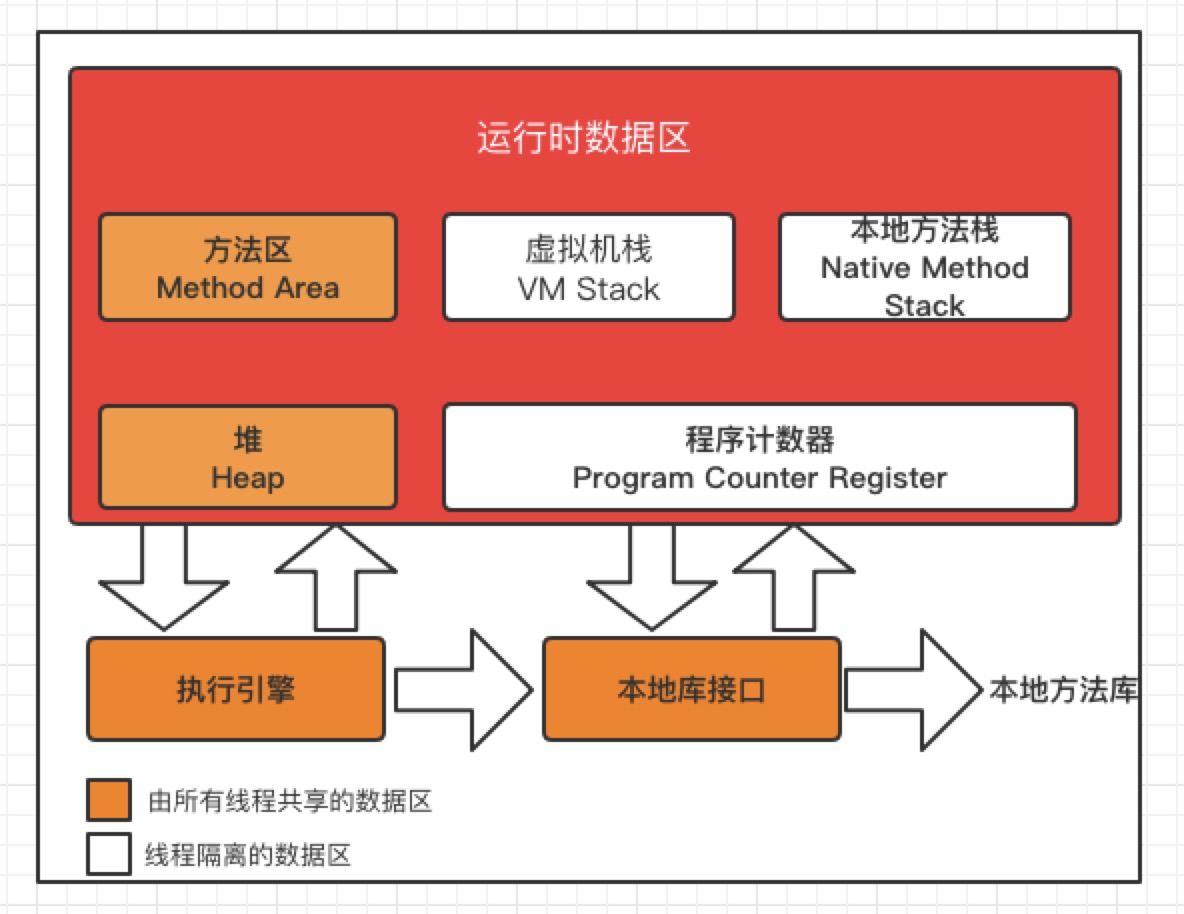 运行时数据区
方法区
Method Area
虚拟机栈
VM Stack
本地方法栈
Native Method
Stack
堆
Heap
程序计数器
Program Counter Register
执行引擎
本地库接口
本地方法库
由所有线程共享的数据区
线程隔离的数据区